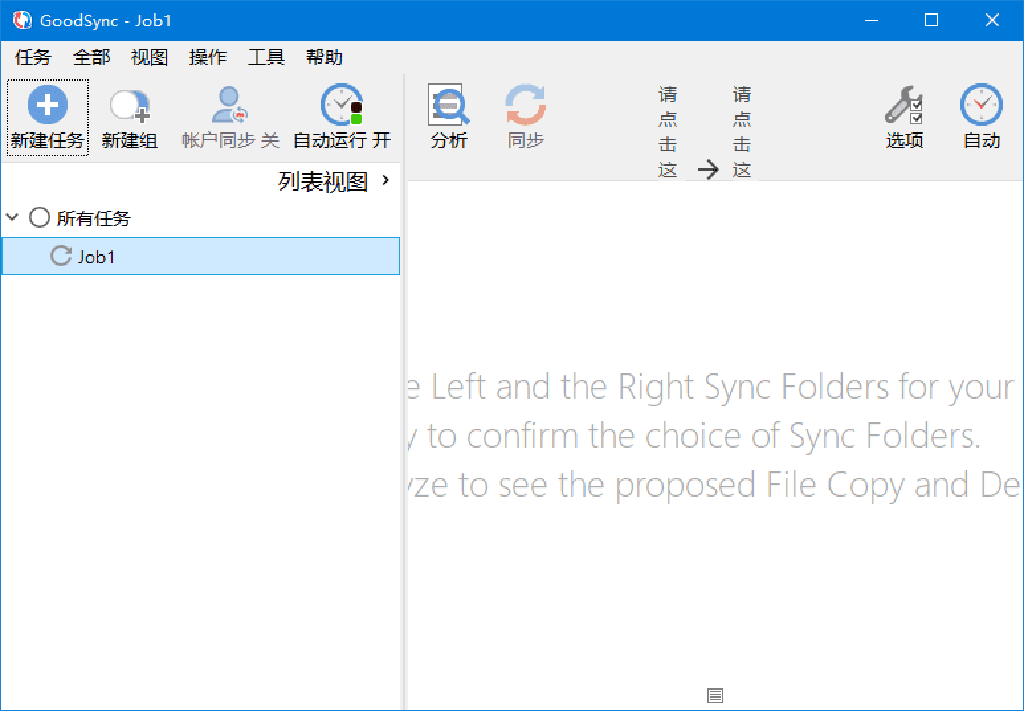 GoodSync - Job1
任务 全部 视图 操作 工具 帮助
新建任务 新建组 帐户同步 关 自动运行 开 分析 同步 请点击这 → 请点击这 选项 自动
列表视图 ›
所有任务
Job1
e Left and the Right Sync Folders for your
y to confirm the choice of Sync Folders.
yze to see the proposed File Copy and De